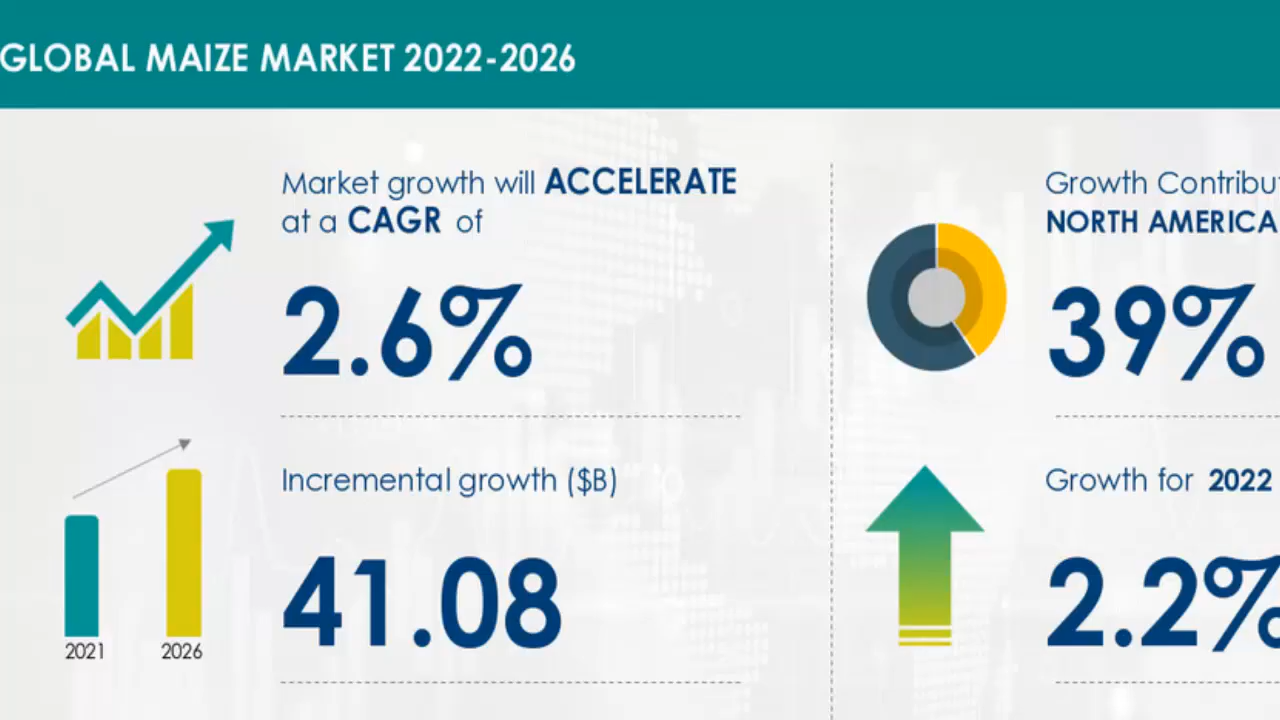 GLOBAL MAIZE MARKET 2022-2026
Market growth will ACCELERATE
at a CAGR of
2.6%
Incremental growth ($B)
41.08
2021
2026
NORTH AMERICA
39%
Growth
Growth for 2022
2.2%